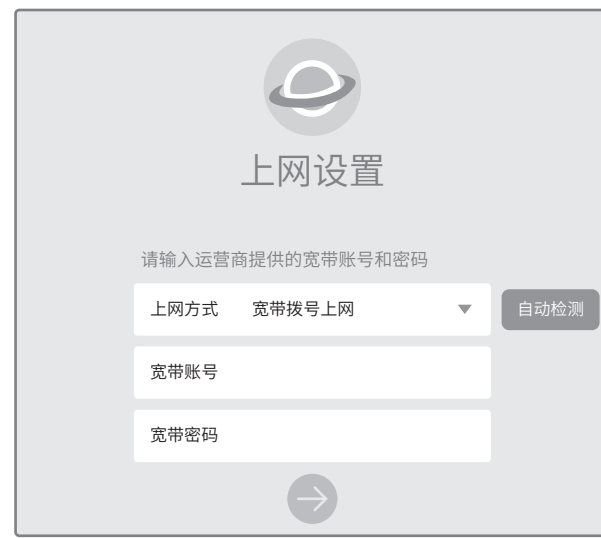 上网设置
请输入运营商提供的宽带账号和密码
上网方式 宽带拨号上网 自动检测
宽带账号
宽带密码